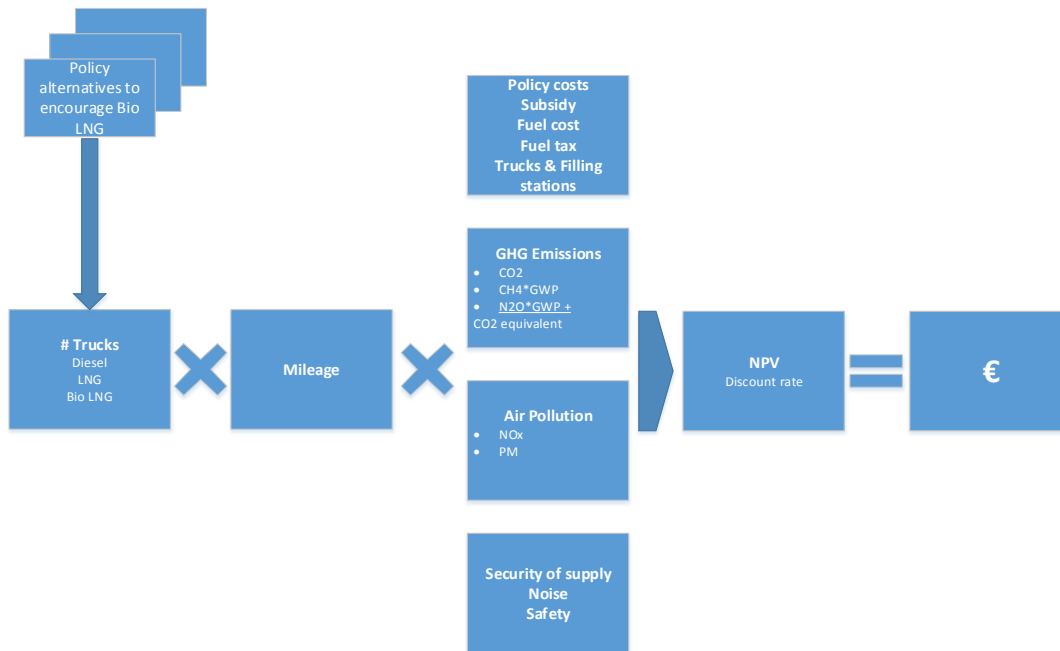 Policy
alternatives to
encourage Bio
LNG
Policy costs
Subsidy
Fuel cost
Fuel tax
Trucks & Filling
stations
GHG Emissions
• CO2
• CH4*GWP
• N2O*GWP +
CO2 equivalent
# Trucks
Diesel
LNG
Bio LNG
Mileage
NPV
Discount rate
€
Air Pollution
• NOx
• PM
Security of supply
Noise
Safety